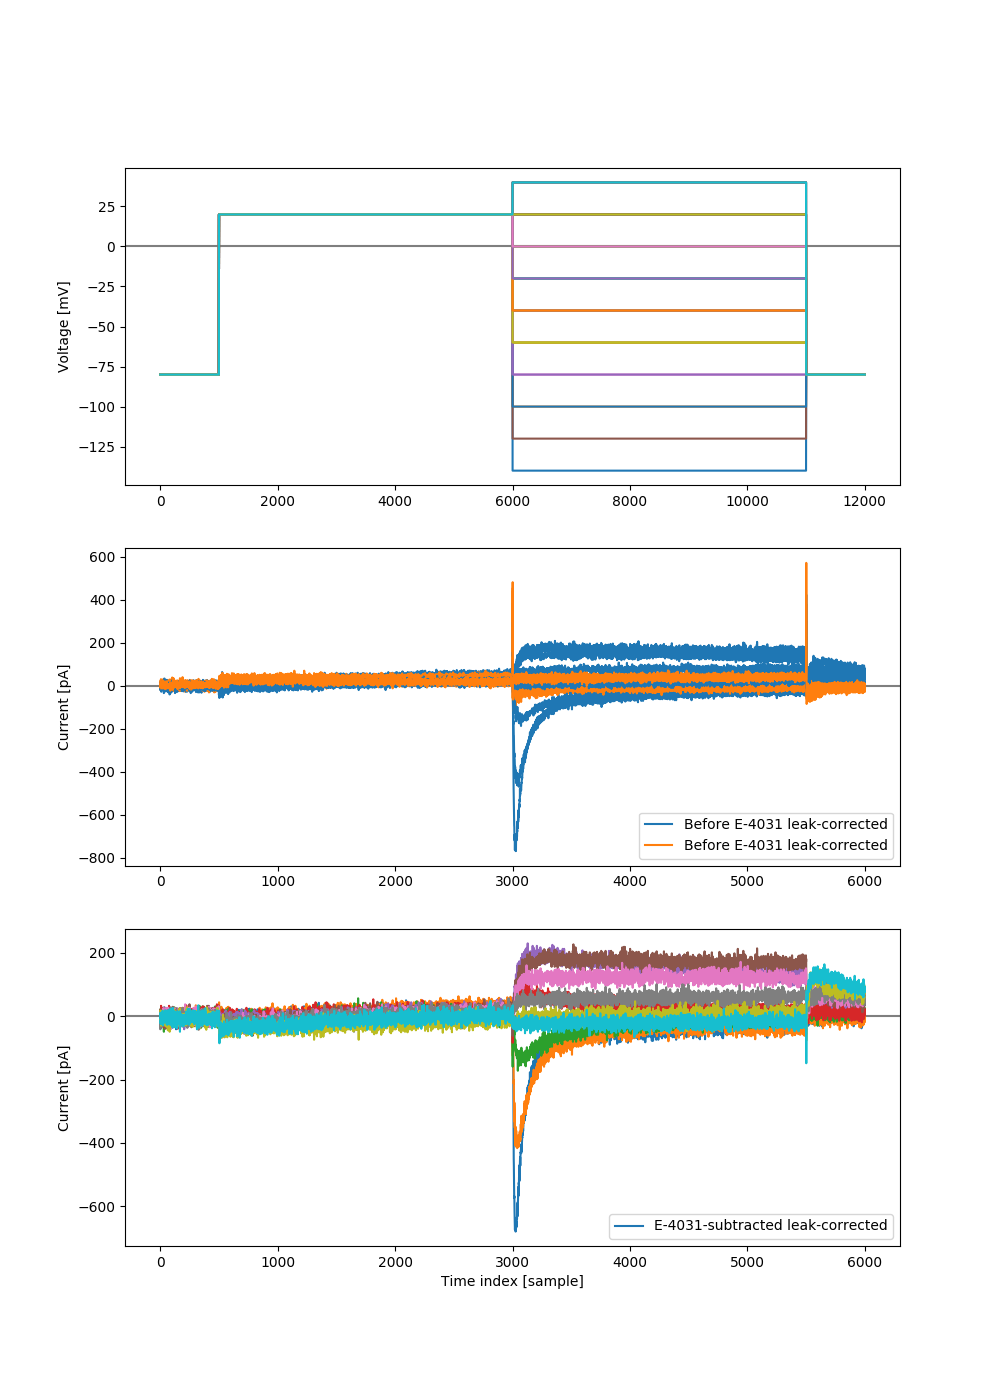 25
0
−25
−50
−75
−100
−125
Voltage [mV]
0 2000 4000 6000 8000 10000 12000
600
400
200
0
−200
−400
−600
−800
Current [pA]
Before E-4031 leak-corrected
Before E-4031 leak-corrected
0 1000 2000 3000 4000 5000 6000
200
0
−200
−400
−600
Current [pA]
E-4031-subtracted leak-corrected
0 1000 2000 3000 4000 5000 6000
Time index [sample]